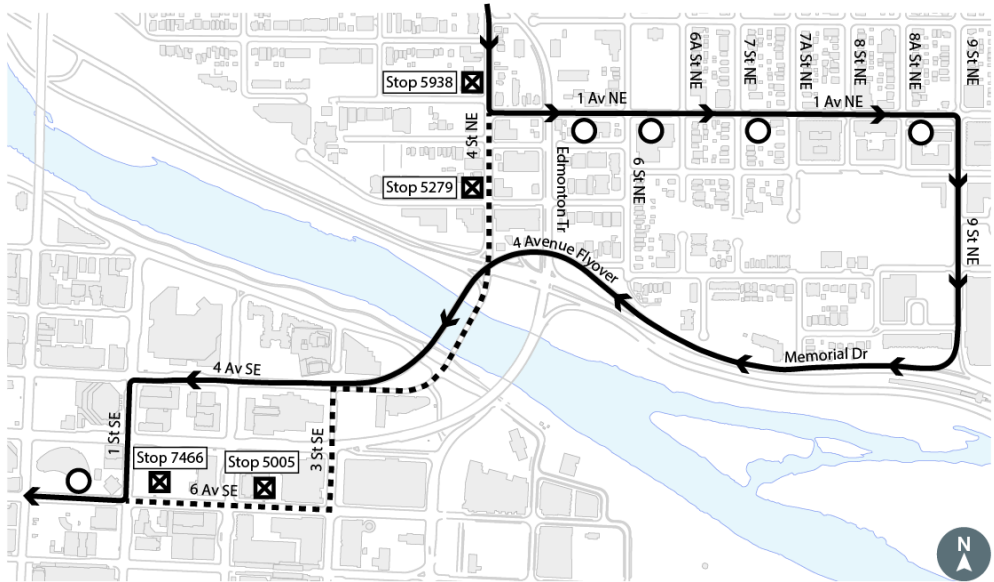 6A St NE
7 St NE
7A St NE
8 St NE
8A St NE
9 St NE
Stop 5938
1 Av NE
1 Av NE
4 St NE
Edmonton Tr
6 St NE
Stop 5279
9 St NE
4 Avenue Flyover
Memorial Dr
4 Av SE
1 St SE
3 St SE
Stop 7466
Stop 5005
6 Av SE
N